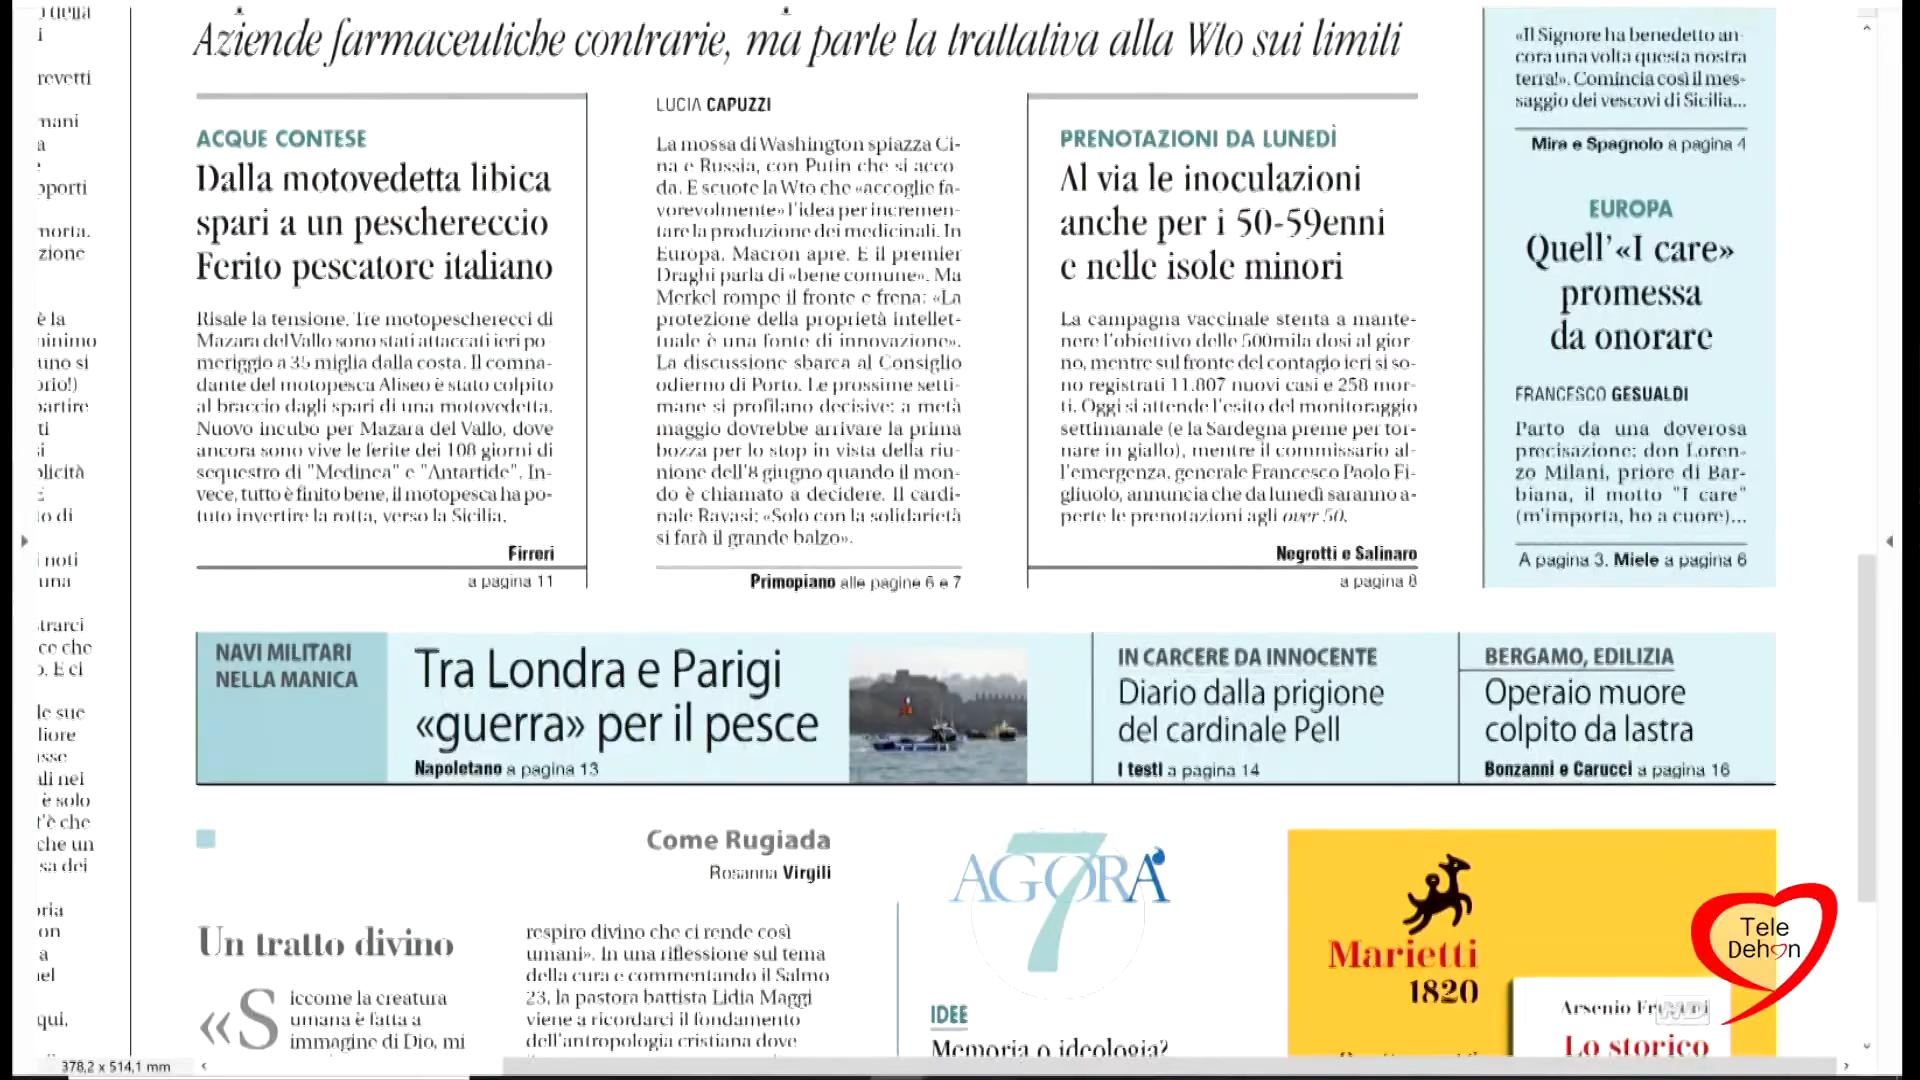 Aziende farmaceutiche contrarie, ma parte la trattativa alla Wto sui limiti
ACQUE CONTESE
Dalla motovedetta libica
spari a un peschereccio
Ferito pescatore italiano
Risale la tensione. Tre motopescherecci di
Mazara del Vallo sono stati attaccati ieri po-
meriggio a 35 miglia dalla costa. Il coman-
dante del motopesca Aliseo è stato colpito
al braccio dagli spari di una motovedetta.
Nuovo incubo per Mazara del Vallo, dove
ancora sono vive le ferite dei 108 giorni di
sequestro di "Medinea" e "Antartide". In-
vece, tutto è finito bene, il motopesca ha po-
tuto invertire la rotta, verso la Sicilia.
Firreri
a pagina 11
LUCIA CAPUZZI
La mossa di Washington spiazza Ci-
na e Russia, con Putin che si acco-
da. E scuote la Wto che «accoglie fa-
vorevolmente» l'idea per incremen-
tare la produzione dei medicinali. In
Europa, Macron apre. E il premier
Draghi parla di «bene comune». Ma
Merkel rompe il fronte e frena: «La
protezione della proprietà intellet-
tuale è una fonte di innovazione».
La discussione sbarca al Consiglio
odierno di Porto. Le prossime setti-
mane si profilano decisive: a metà
maggio dovrebbe arrivare la prima
bozza per lo stop in vista della riu-
nione dell'8 giugno quando il mon-
do è chiamato a decidere. Il cardi-
nale Ravasi: «Solo con la solidarietà
si farà il grande balzo».
Primopiano alle pagine 6 e 7
PRENOTAZIONI DA LUNEDÌ
Al via le inoculazioni
anche per i 50-59enni
e nelle isole minori
La campagna vaccinale stenta a mante-
nere l'obiettivo delle 500mila dosi al gior-
no, mentre sul fronte del contagio ieri si so-
no registrati 11.807 nuovi casi e 258 mor-
ti. Oggi si attende l'esito del monitoraggio
settimanale (e la Sardegna preme per tor-
nare in giallo), mentre il commissario al-
l'emergenza, generale Francesco Paolo Fi-
gliuolo, annuncia che da lunedì saranno a-
perte le prenotazioni agli over 50.
Negrotti e Salinaro
a pagina 8
«Il Signore ha benedetto an-
cora una volta questa nostra
terra!». Comincia così il mes-
saggio dei vescovi di Sicilia...
Mira e Spagnolo a pagina 4
EUROPA
Quell'«I care»
promessa
da onorare
FRANCESCO GESUALDI
Parto da una doverosa
precisazione: don Loren-
zo Milani, priore di Bar-
biana, il motto "I care"
(m'importa, ho a cuore)...
A pagina 3. Miele a pagina 6
NAVI MILITARI
NELLA MANICA
Tra Londra e Parigi
«guerra» per il pesce
Napoletano a pagina 13
IN CARCERE DA INNOCENTE
Diario dalla prigione
del cardinale Pell
I testi a pagina 14
BERGAMO, EDILIZIA
Operaio muore
colpito da lastra
Bonzanni e Carucci a pagina 16
Come Rugiada
Rosanna Virgili
Un tratto divino
«Siccome la creatura
umana è fatta a
immagine di Dio, mi
respiro divino che ci rende così
umani». In una riflessione sul tema
della cura e commentando il Salmo
23, la pastora battista Lidia Maggi
viene a ricordarci il fondamento
dell'antropologia cristiana dove
AGORÀ
7
IDEE
Memoria o ideologia?
Marietti
1820
Arsenio
Lo storico
Tele
Dehon
378,2 x 514,1 mm